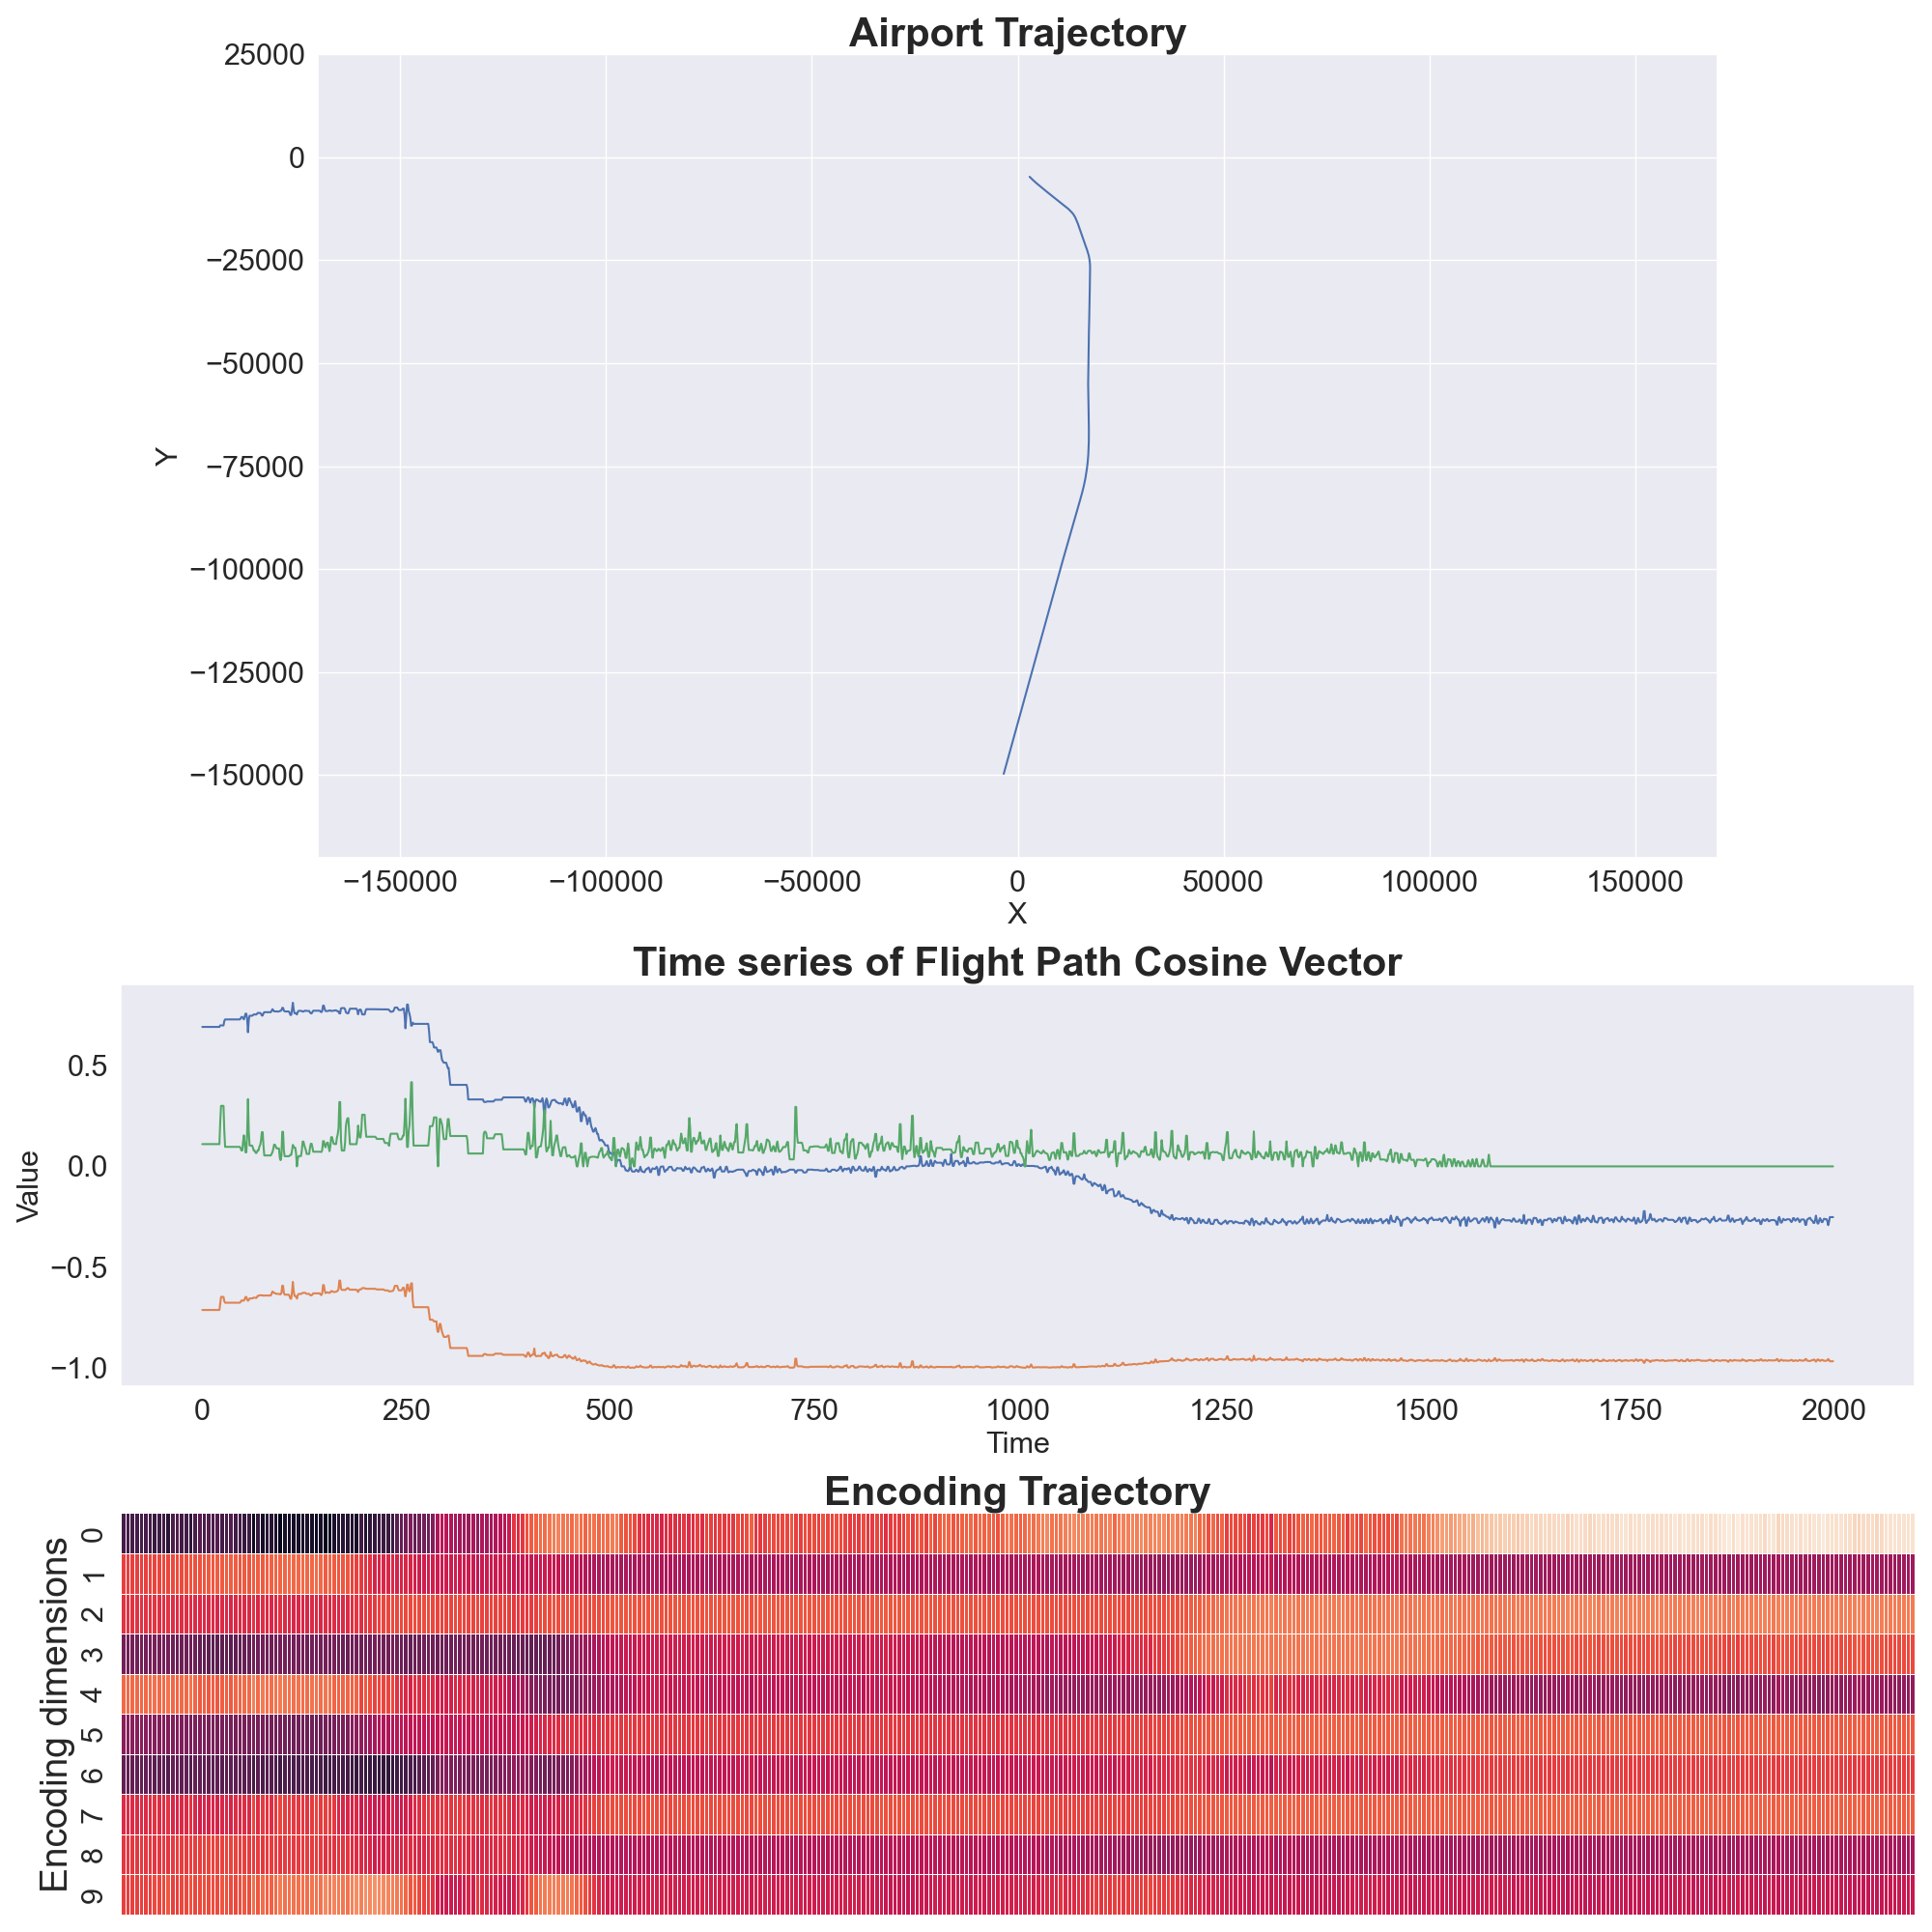 Airport Trajectory
25000
0
−25000
−50000
−75000
−100000
−125000
−150000
Y
−150000 −100000 −50000 0 50000 100000 150000
X
Time series of Flight Path Cosine Vector
0.5
0.0
−0.5
−1.0
Value
0 250 500 750 1000 1250 1500 1750 2000
Time
Encoding Trajectory
Encoding dimensions
0
1
2
3
4
5
6
7
8
9